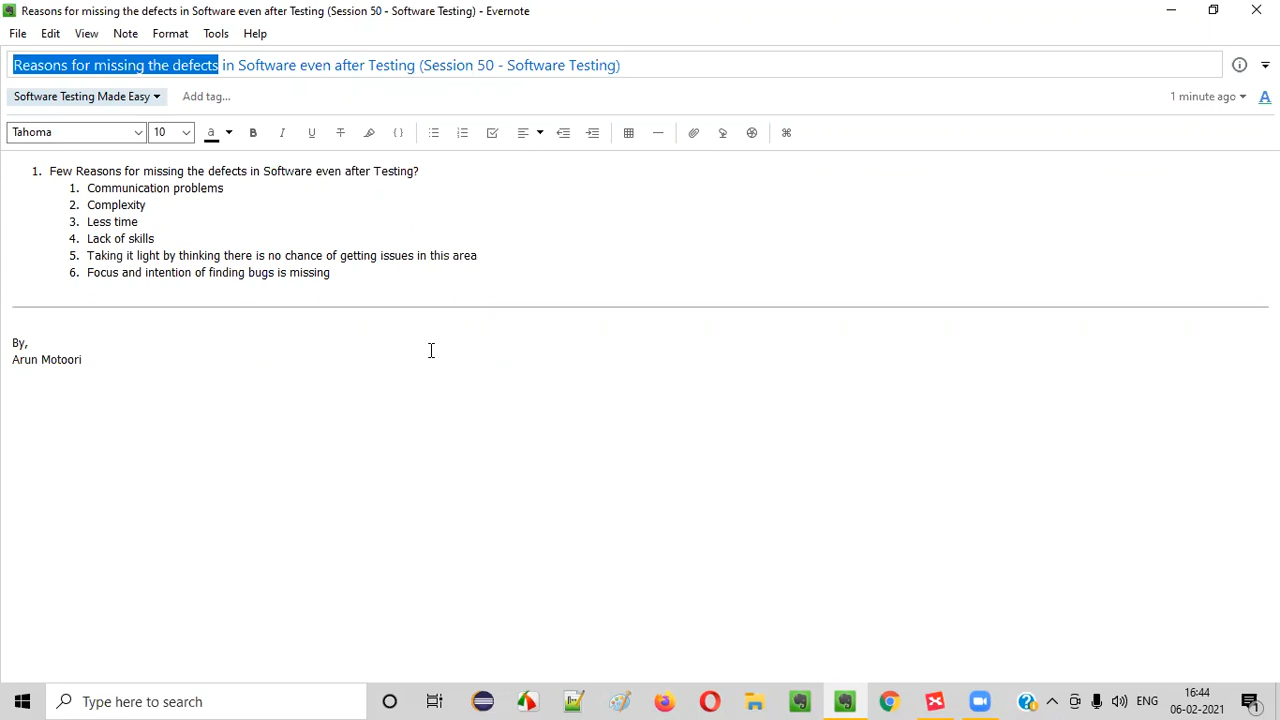 Reasons for missing the defects in Software even after Testing (Session 50 - Software Testing) - Evernote
File Edit View Note Format Tools Help
Reasons for missing the defects in Software even after Testing (Session 50 - Software Testing)
Software Testing Made Easy Add tag... 1 minute ago
Tahoma 10 a B I U T
1. Few Reasons for missing the defects in Software even after Testing?
1. Communication problems
2. Complexity
3. Less time
4. Lack of skills
5. Taking it light by thinking there is no chance of getting issues in this area
6. Focus and intention of finding bugs is missing
By,
Arun Motoori
Type here to search
ENG
16:44
06-02-2021